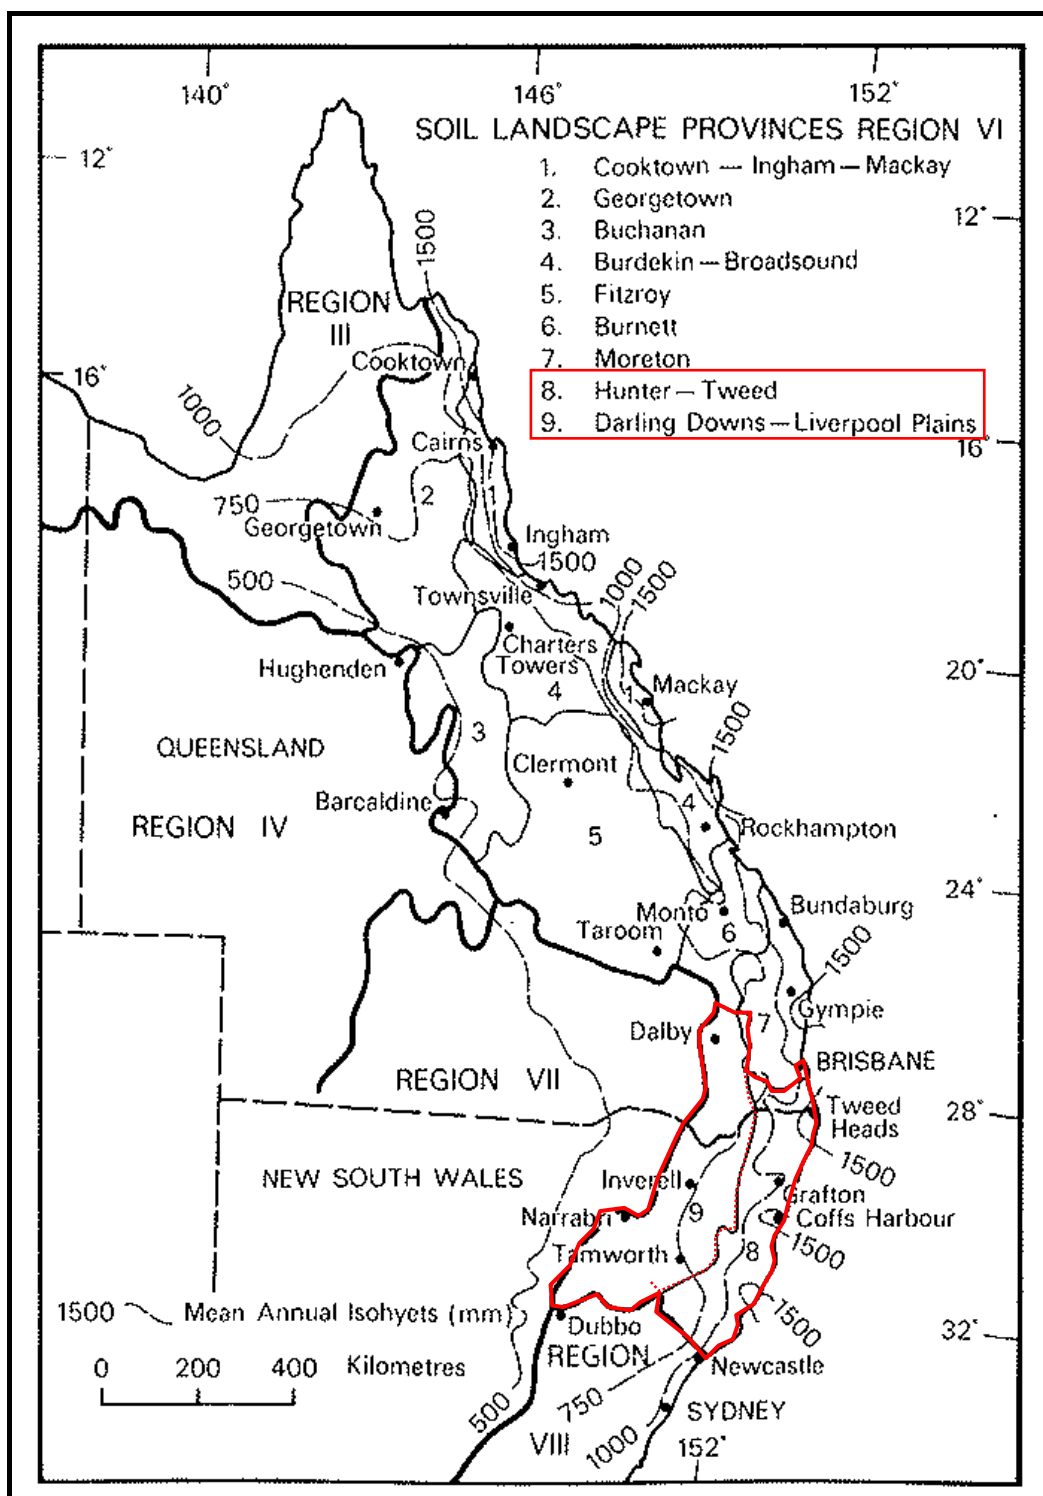 140°
146°
152°
SOIL LANDSCAPE PROVINCES REGION VI
1. Cooktown — Ingham — Mackay
2. Georgetown
3. Buchanan
4. Burdekin — Broadsound
5. Fitzroy
6. Burnett
7. Moreton
8. Hunter — Tweed
9. Darling Downs — Liverpool Plains
12°
12°
1500
REGION
III
Cooktown
16°
16°
1000
Cairns
2
1
750
Georgetown
Ingham
1500
500
Townsville
1000
1500
Charters
Towers
Hughenden
20°
4
1
Mackay
1500
3
QUEENSLAND
Clermont
Barcaldine
4
REGION IV
5
Rockhampton
24°
Monto
Bundaburg
Taroom
6
1500
7
Gympie
Dalby
BRISBANE
REGION VII
Tweed
Heads
28°
1500
NEW SOUTH WALES
Inverell
Grafton
9
Narrabri
Coffs Harbour
8
1500
Tamworth
1500
1500 Mean Annual Isohyets (mm)
Dubbo
32°
REGION
VIII
0 200 400 Kilometres
Newcastle
500
750
SYDNEY
1000
152°